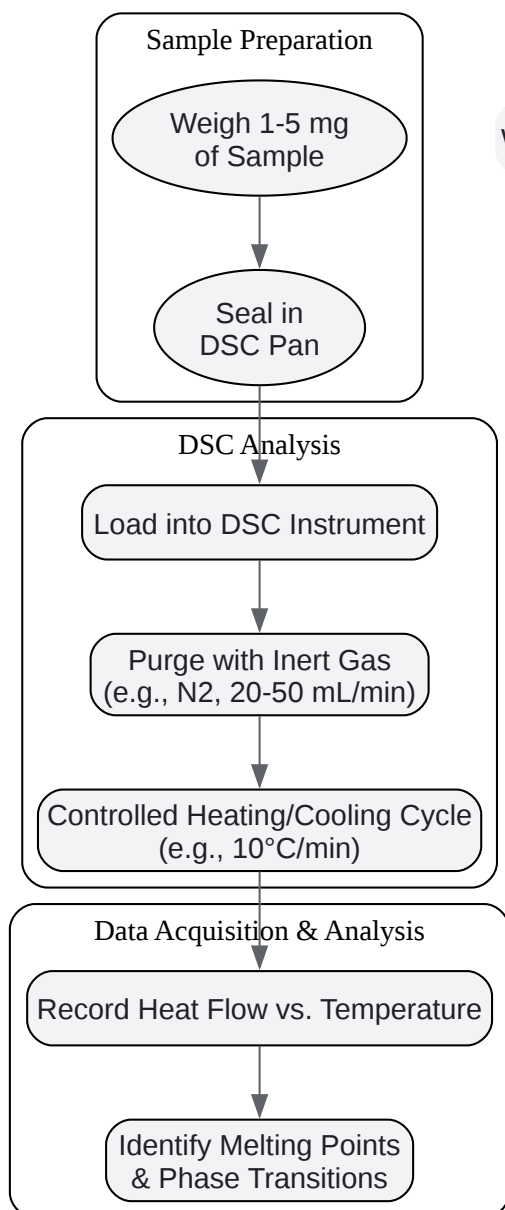 Sample Preparation
Weigh 1-5 mg
of Sample
Seal in
DSC Pan
DSC Analysis
Load into DSC Instrument
Purge with Inert Gas
(e.g., N2, 20-50 mL/min)
Controlled Heating/Cooling Cycle
(e.g., 10°C/min)
Data Acquisition & Analysis
Record Heat Flow vs. Temperature
Identify Melting Points
& Phase Transitions